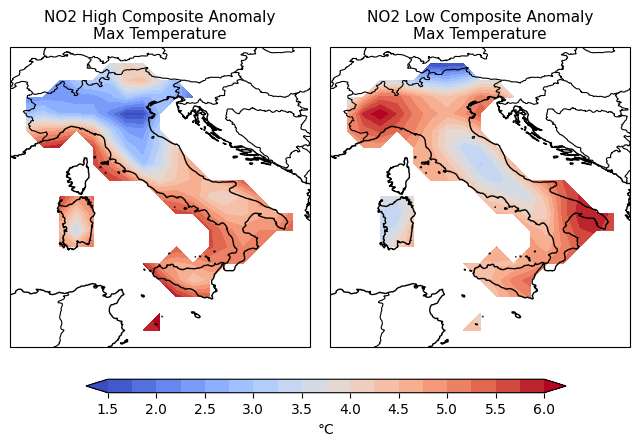 NO2 High Composite Anomaly
Max Temperature
NO2 Low Composite Anomaly
Max Temperature
1.5 2.0 2.5 3.0 3.5 4.0 4.5 5.0 5.5 6.0
°C